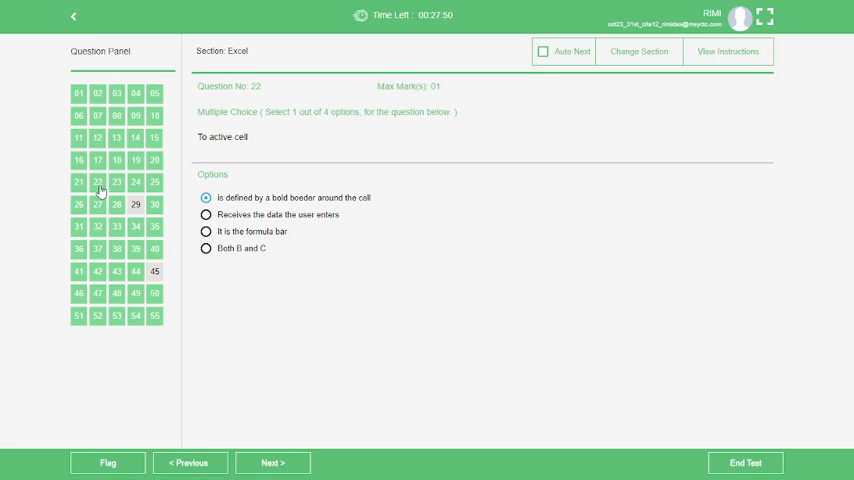 Time Left : 00:27:50
RIMI
Question Panel
Section: Excel
Auto Next
Change Section
View Instructions
01 02 03 04 05
06 07 08 09 10
11 12 13 14 15
16 17 18 19 20
21 22 23 24 25
26 27 28 29 30
31 32 33 34 35
36 37 38 39 40
41 42 43 44 45
46 47 48 49 50
51 52 53 54 55
Question No: 22
Max Mark(s): 01
Multiple Choice ( Select 1 out of 4 options, for the question below. )
To active cell
Options
is defined by a bold boeder around the cell
Receives the data the user enters
It is the formula bar
Both B and C
Flag
< Previous
Next >
End Test